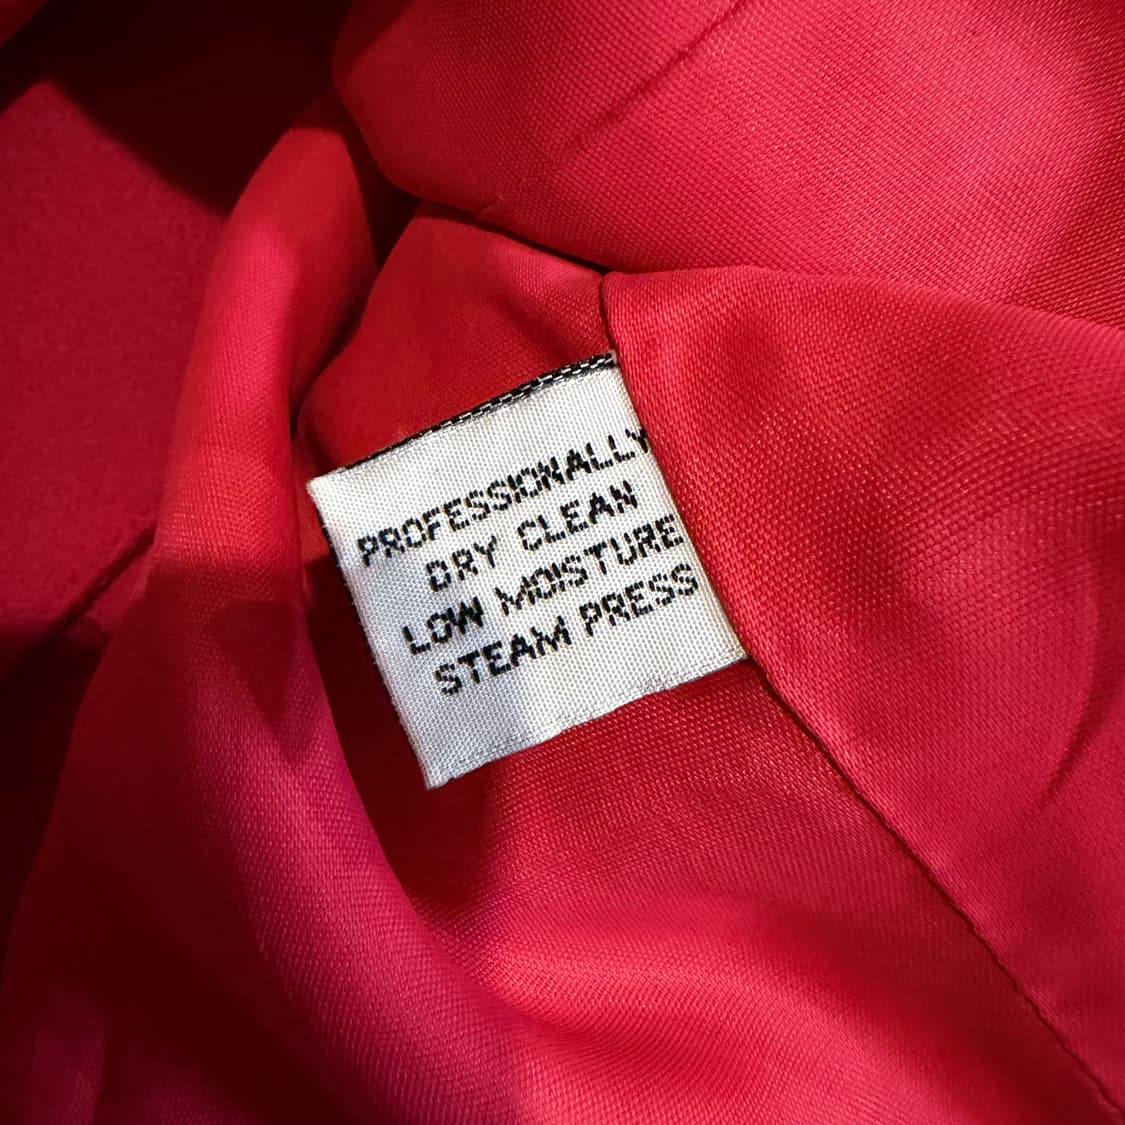 PROFESSIONALLY
DRY CLEAN
LOW MOISTURE
STEAM PRESS